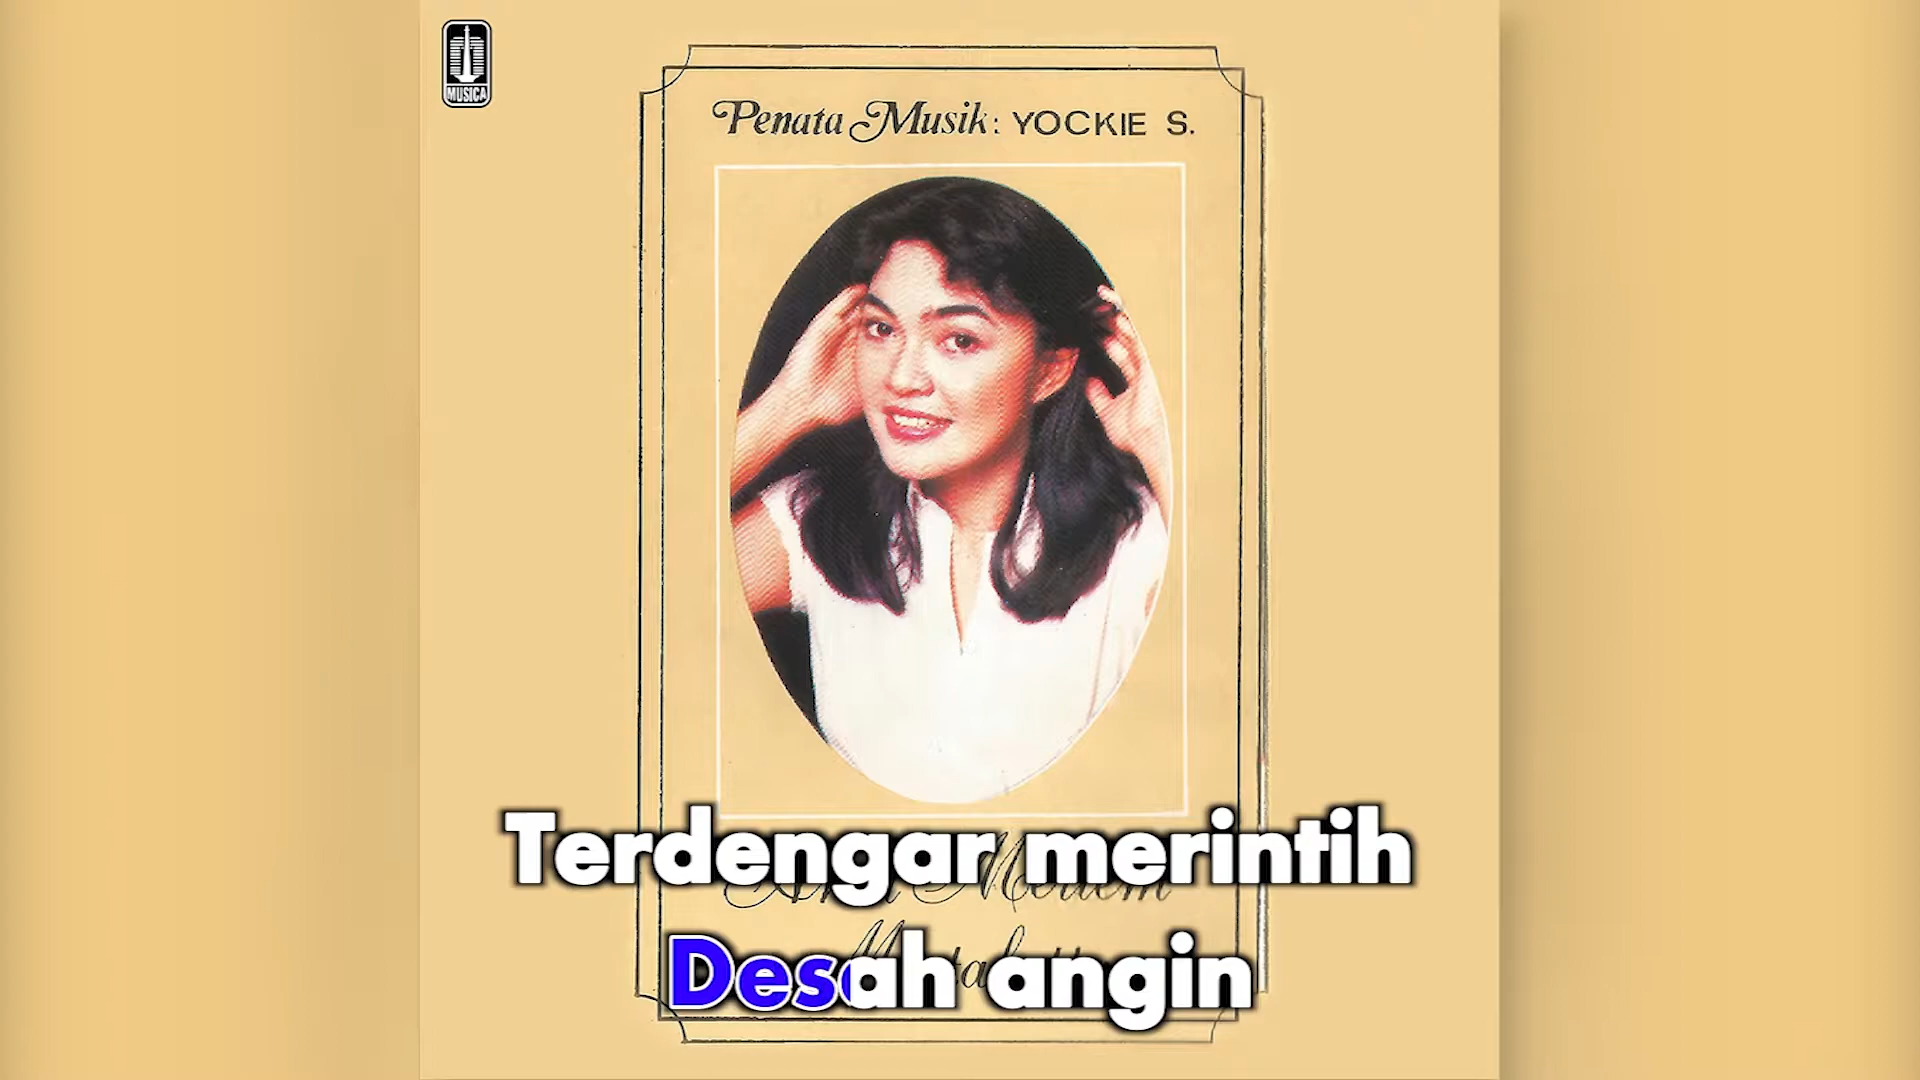 MUSICA
Penata Musik: YOCKIE S.
Terdengar merintih
Desah angin